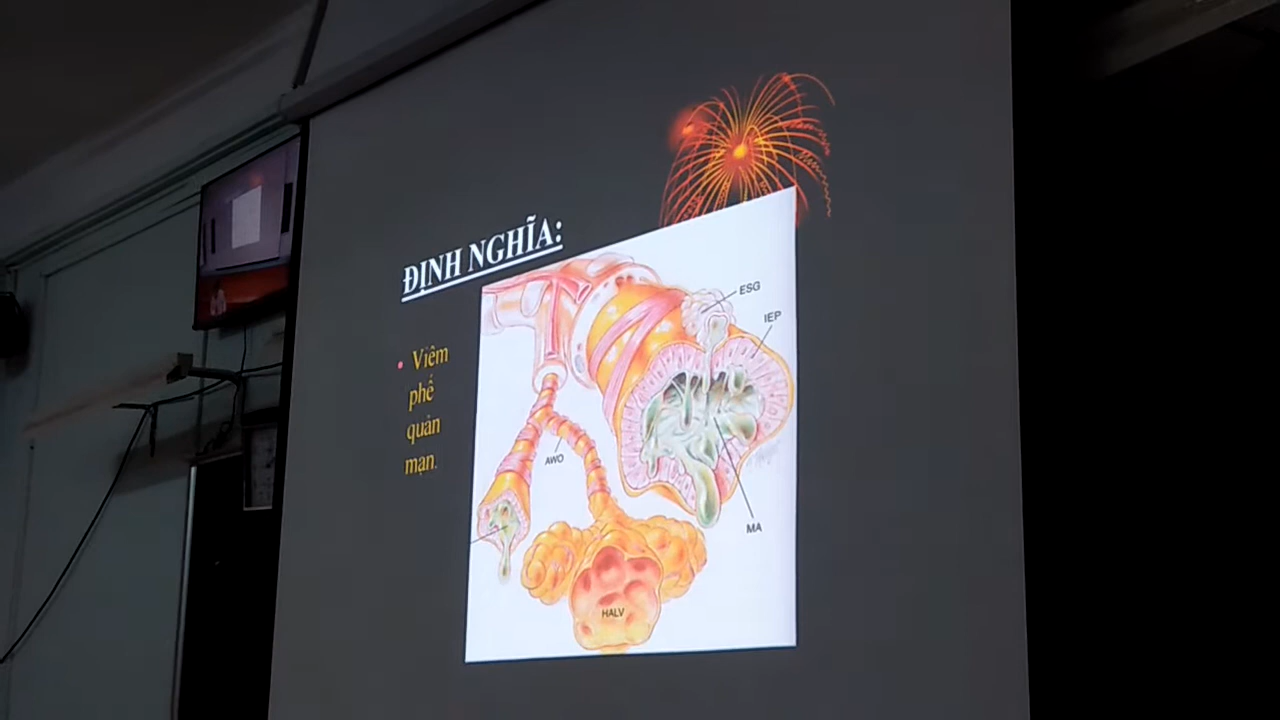 ĐỊNH NGHĨA:
• Viêm
phế
quản
mạn.
ESG
IEP
AWO
MA
HALV